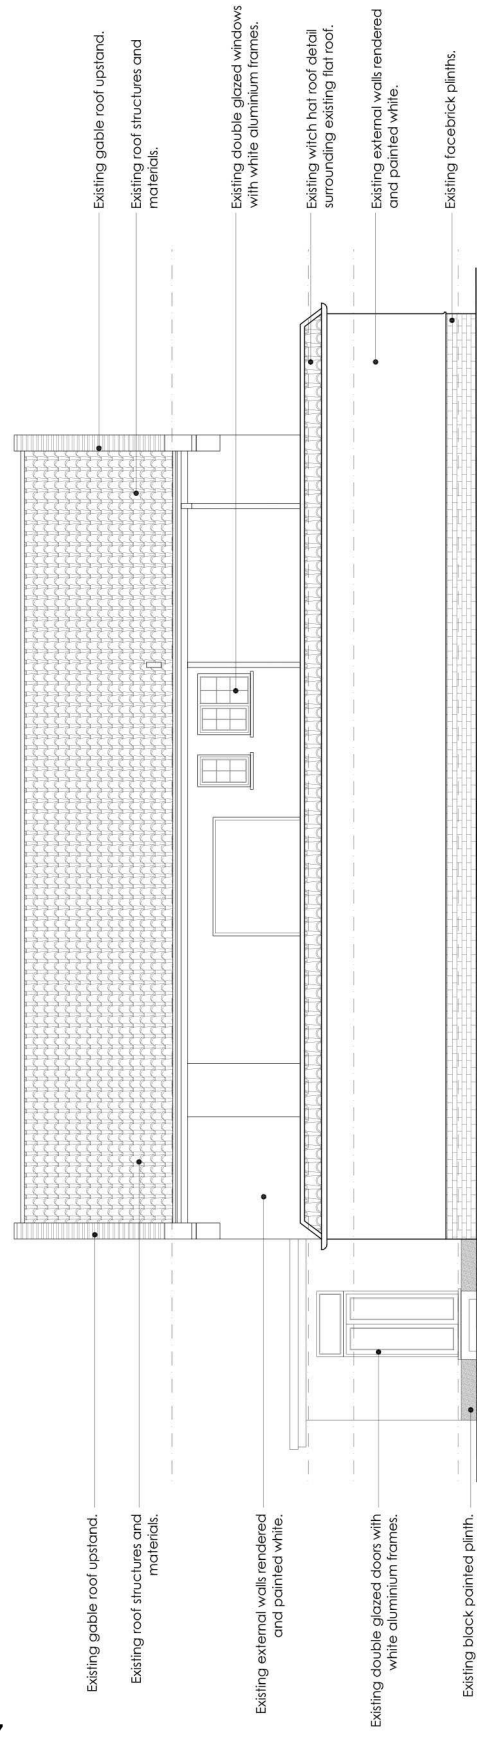 Existing gable roof upstand.
Existing roof structures and
materials.
Existing external walls rendered
and painted white.
Existing double glazed doors with
white aluminium frames.
Existing black painted plinth.
Existing gable roof upstand.
Existing roof structures and
materials.
Existing double glazed windows
with white aluminium frames.
Existing witch hat roof detail
surrounding existing flat roof.
Existing external walls rendered
and painted white.
Existing facebrick plinths.